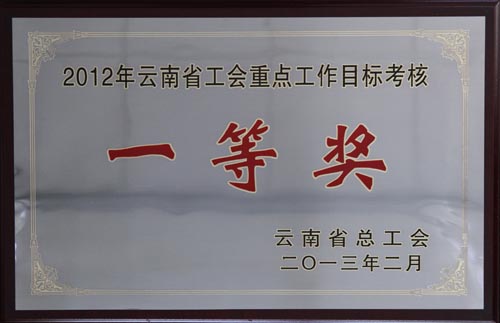 2012年云南省工会重点工作目标考核
一等奖
云南省总工会
二〇一三年二月